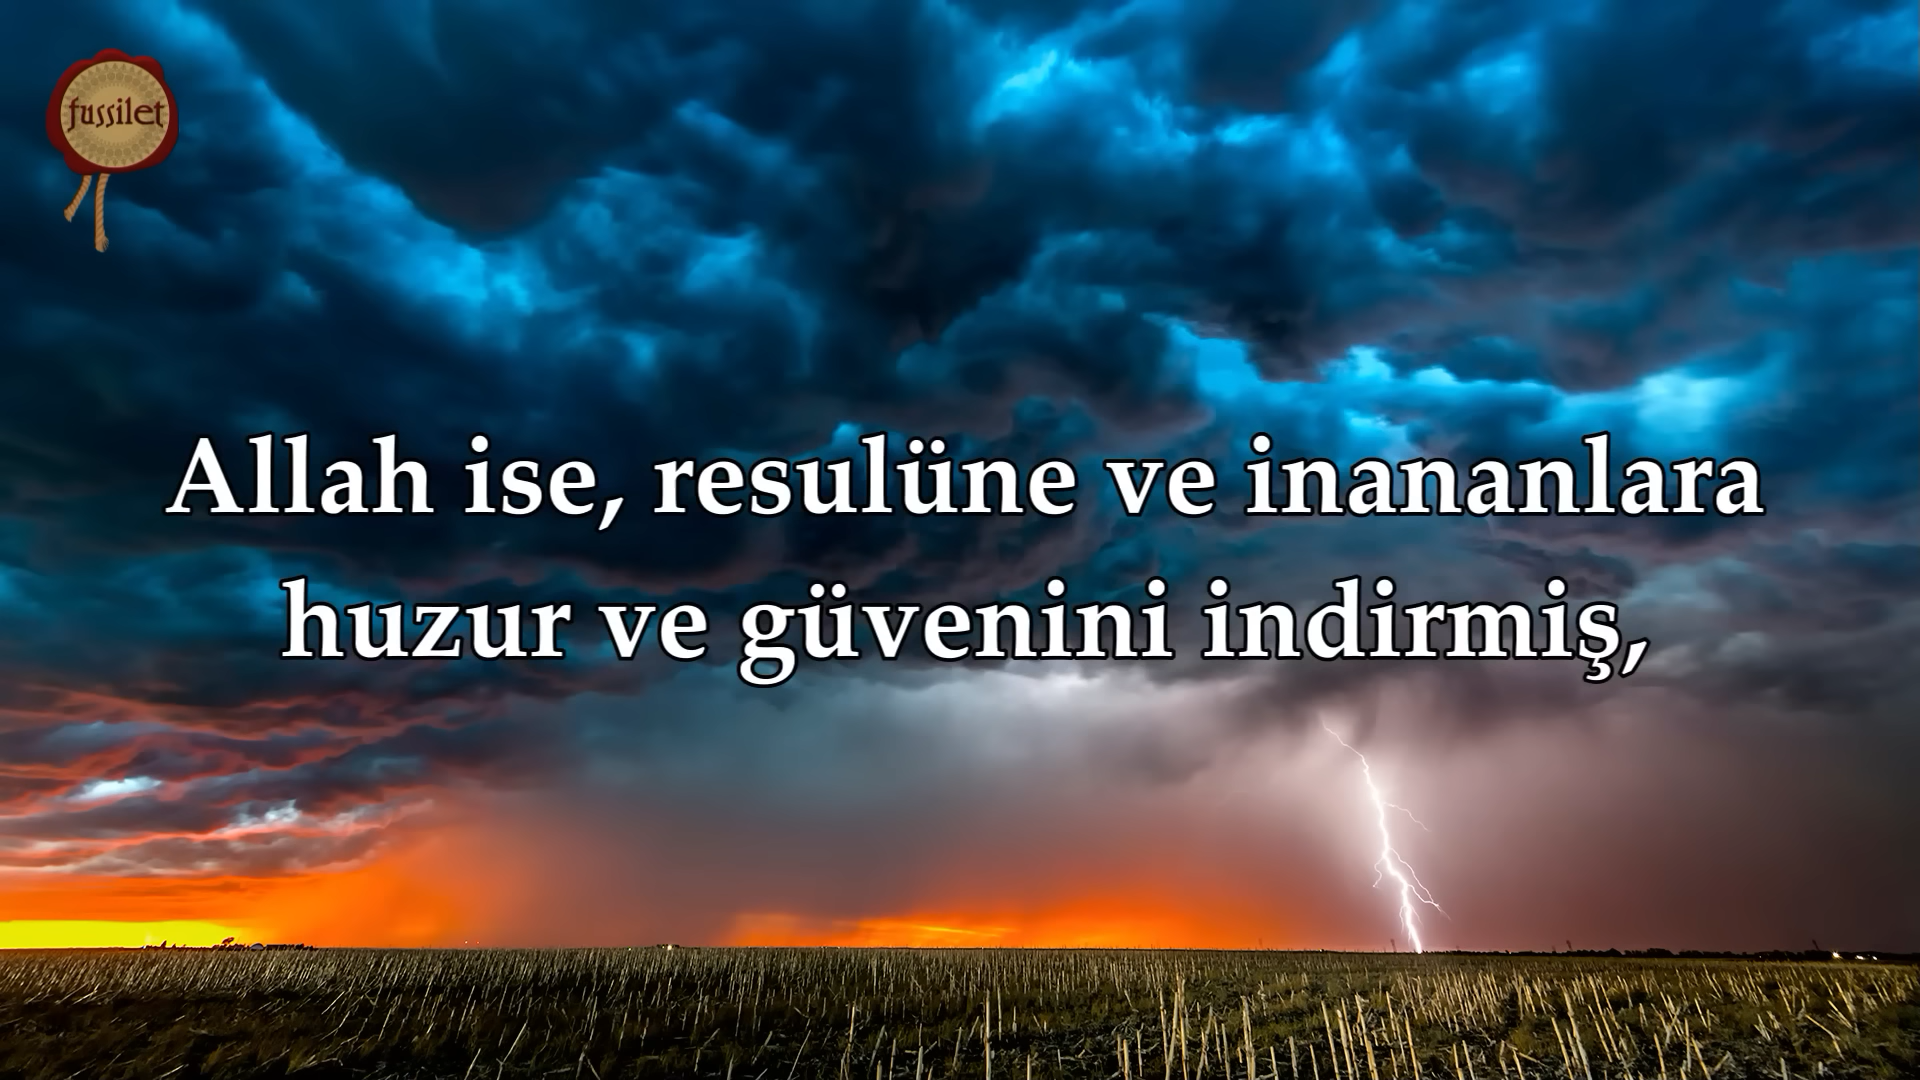 fussilet
Allah ise, resulüne ve inananlara
huzur ve güvenini indirmiş,